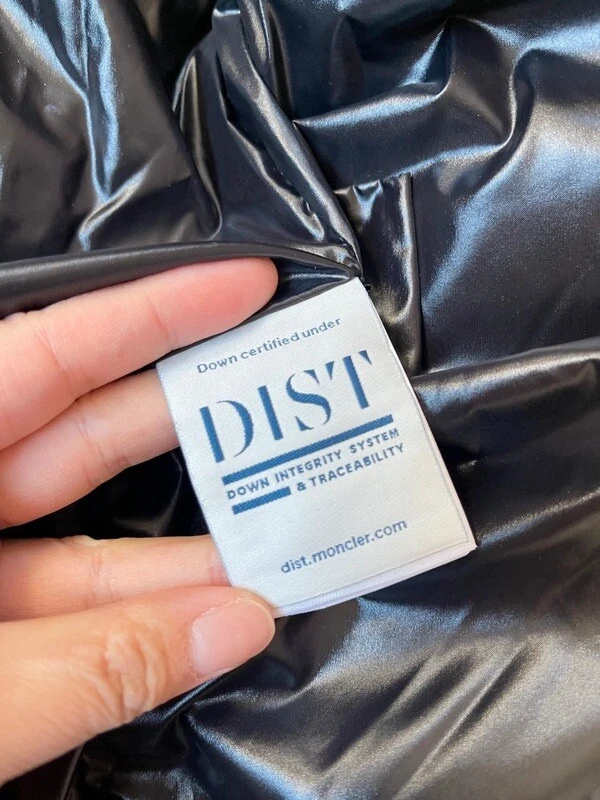 Down certified under
DIST
DOWN INTEGRITY SYSTEM
& TRACEABILITY
dist.moncler.com